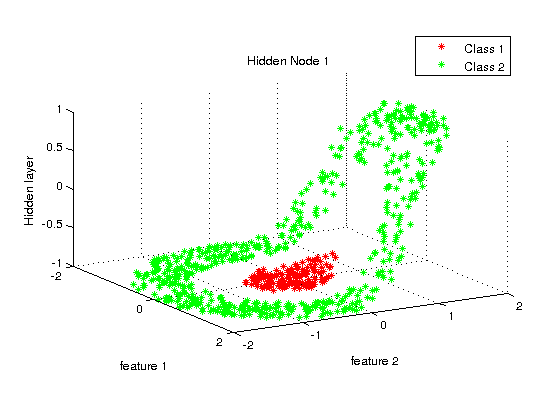 Hidden Node 1
Class 1
Class 2
Hidden layer
1
0.5
0
-0.5
-1
-2
0
2
feature 1
-2
-1
0
1
2
feature 2